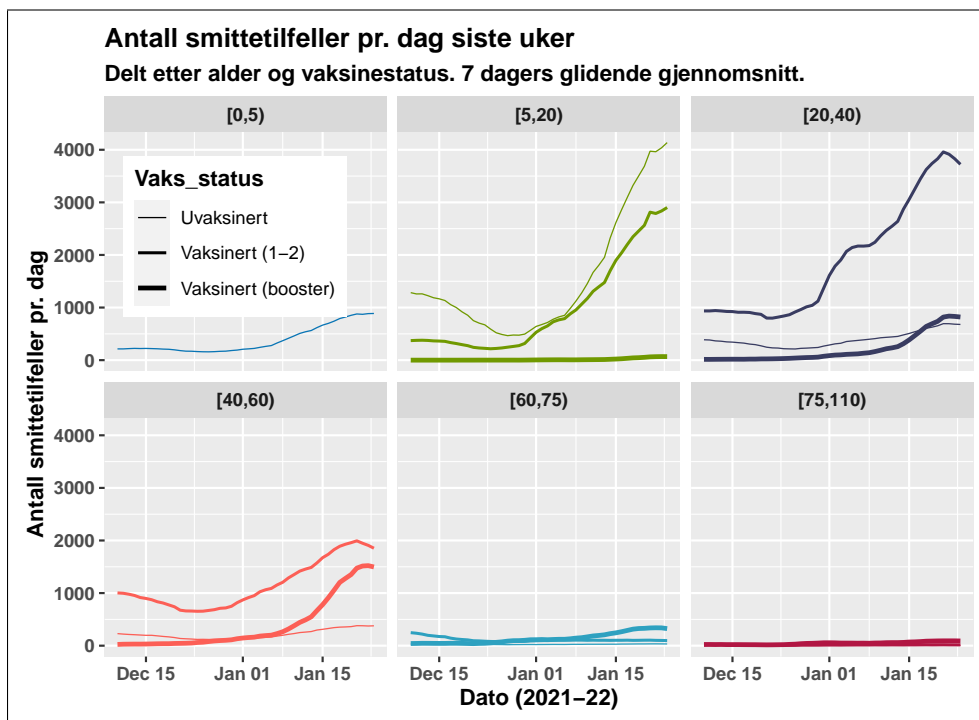 Antall smittetilfeller pr. dag siste uker
Delt etter alder og vaksinestatus. 7 dagers glidende gjennomsnitt.
[0,5)
[5,20)
[20,40)
4000
3000
2000
1000
0
Vaks_status
Uvaksinert
Vaksinert (1−2)
Vaksinert (booster)
Antall smittetilfeller pr. dag
[40,60)
[60,75)
[75,110)
4000
3000
2000
1000
0
Dec 15 Jan 01 Jan 15
Dec 15 Jan 01 Jan 15
Dec 15 Jan 01 Jan 15
Dato (2021−22)